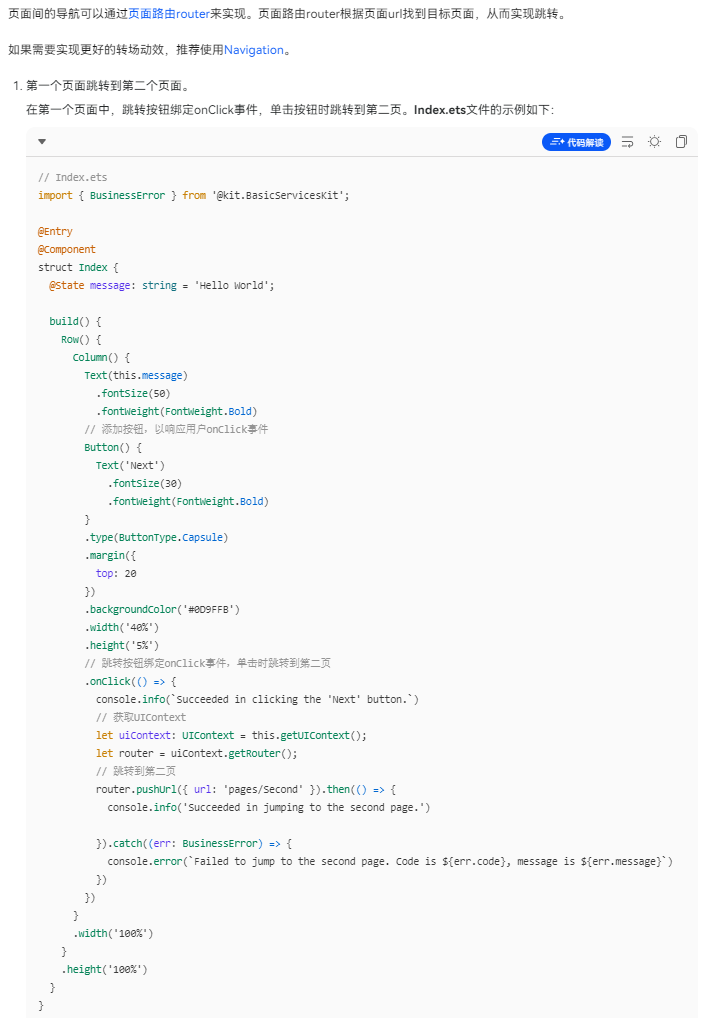 页面间的导航可以通过页面路由router来实现。页面路由router根据页面url找到目标页面，从而实现跳转。
如果需要实现更好的转场动效，推荐使用Navigation。
1. 第一个页面跳转到第二个页面。
在第一个页面中，跳转按钮绑定onClick事件，单击按钮时跳转到第二页。Index.ets文件的示例如下：
代码解读
// Index.ets
import { BusinessError } from '@kit.BasicServicesKit';
@Entry
@Component
struct Index {
  @State message: string = 'Hello World';
  build() {
    Row() {
      Column() {
        Text(this.message)
          .fontSize(50)
          .fontWeight(FontWeight.Bold)
        // 添加按钮，以响应用户onClick事件
        Button() {
          Text('Next')
            .fontSize(30)
            .fontWeight(FontWeight.Bold)
        }
        .type(ButtonType.Capsule)
        .margin({
          top: 20
        })
        .backgroundColor('#0D9FFB')
        .width('40%')
        .height('5%')
        // 跳转按钮绑定onClick事件，单击时跳转到第二页
        .onClick(() => {
          console.info(`Succeeded in clicking the 'Next' button.`)
          // 获取UIContext
          let uiContext: UIContext = this.getUIContext();
          let router = uiContext.getRouter();
          // 跳转到第二页
          router.pushUrl({ url: 'pages/Second' }).then(() => {
            console.info('Succeeded in jumping to the second page.')
          }).catch((err: BusinessError) => {
            console.error(`Failed to jump to the second page. Code is ${err.code}, message is ${err.message}`)
          })
        })
      }
      .width('100%')
    }
    .height('100%')
  }
}